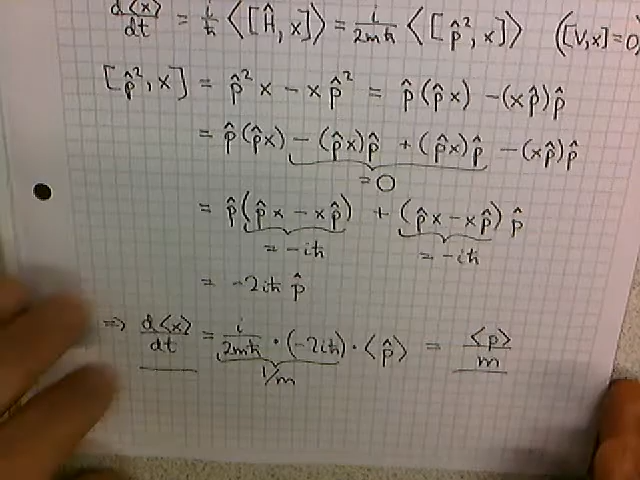 d⟨x⟩/dt = i/ħ ⟨[Ĥ, x]⟩ = i/2mħ ⟨[p̂², x]⟩ ([V,x]=0
[p̂², x] = p̂²x − xp̂² = p̂(p̂x) − (xp̂)p̂
= p̂(p̂x) − (p̂x)p̂ + (p̂x)p̂ − (xp̂)p̂
= 0
= p̂(p̂x − xp̂) + (p̂x − xp̂)p̂
= −iħ = −iħ
= −2iħ p̂
⇒ d⟨x⟩/dt = i/2mħ · (−2iħ) · ⟨p̂⟩ = ⟨p⟩/m
1/m